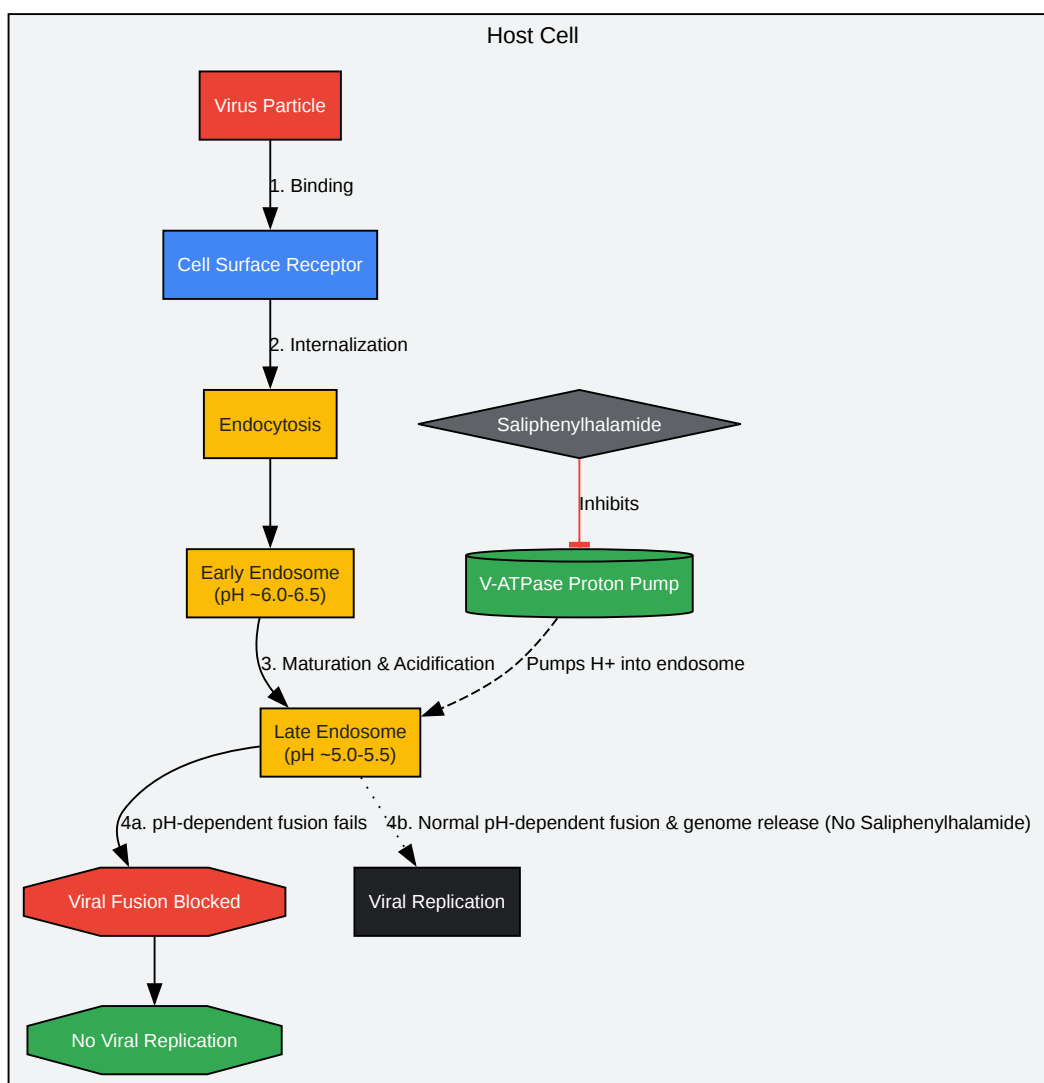 Host Cell
Virus Particle
1. Binding
Cell Surface Receptor
2. Internalization
Endocytosis
Saliphenylhalamide
Inhibits
Early Endosome
(pH ~6.0-6.5)
V-ATPase Proton Pump
3. Maturation & Acidification
Pumps H+ into endosome
Late Endosome
(pH ~5.0-5.5)
4a. pH-dependent fusion fails
4b. Normal pH-dependent fusion & genome release (No Saliphenylhalamide)
Viral Fusion Blocked
Viral Replication
No Viral Replication